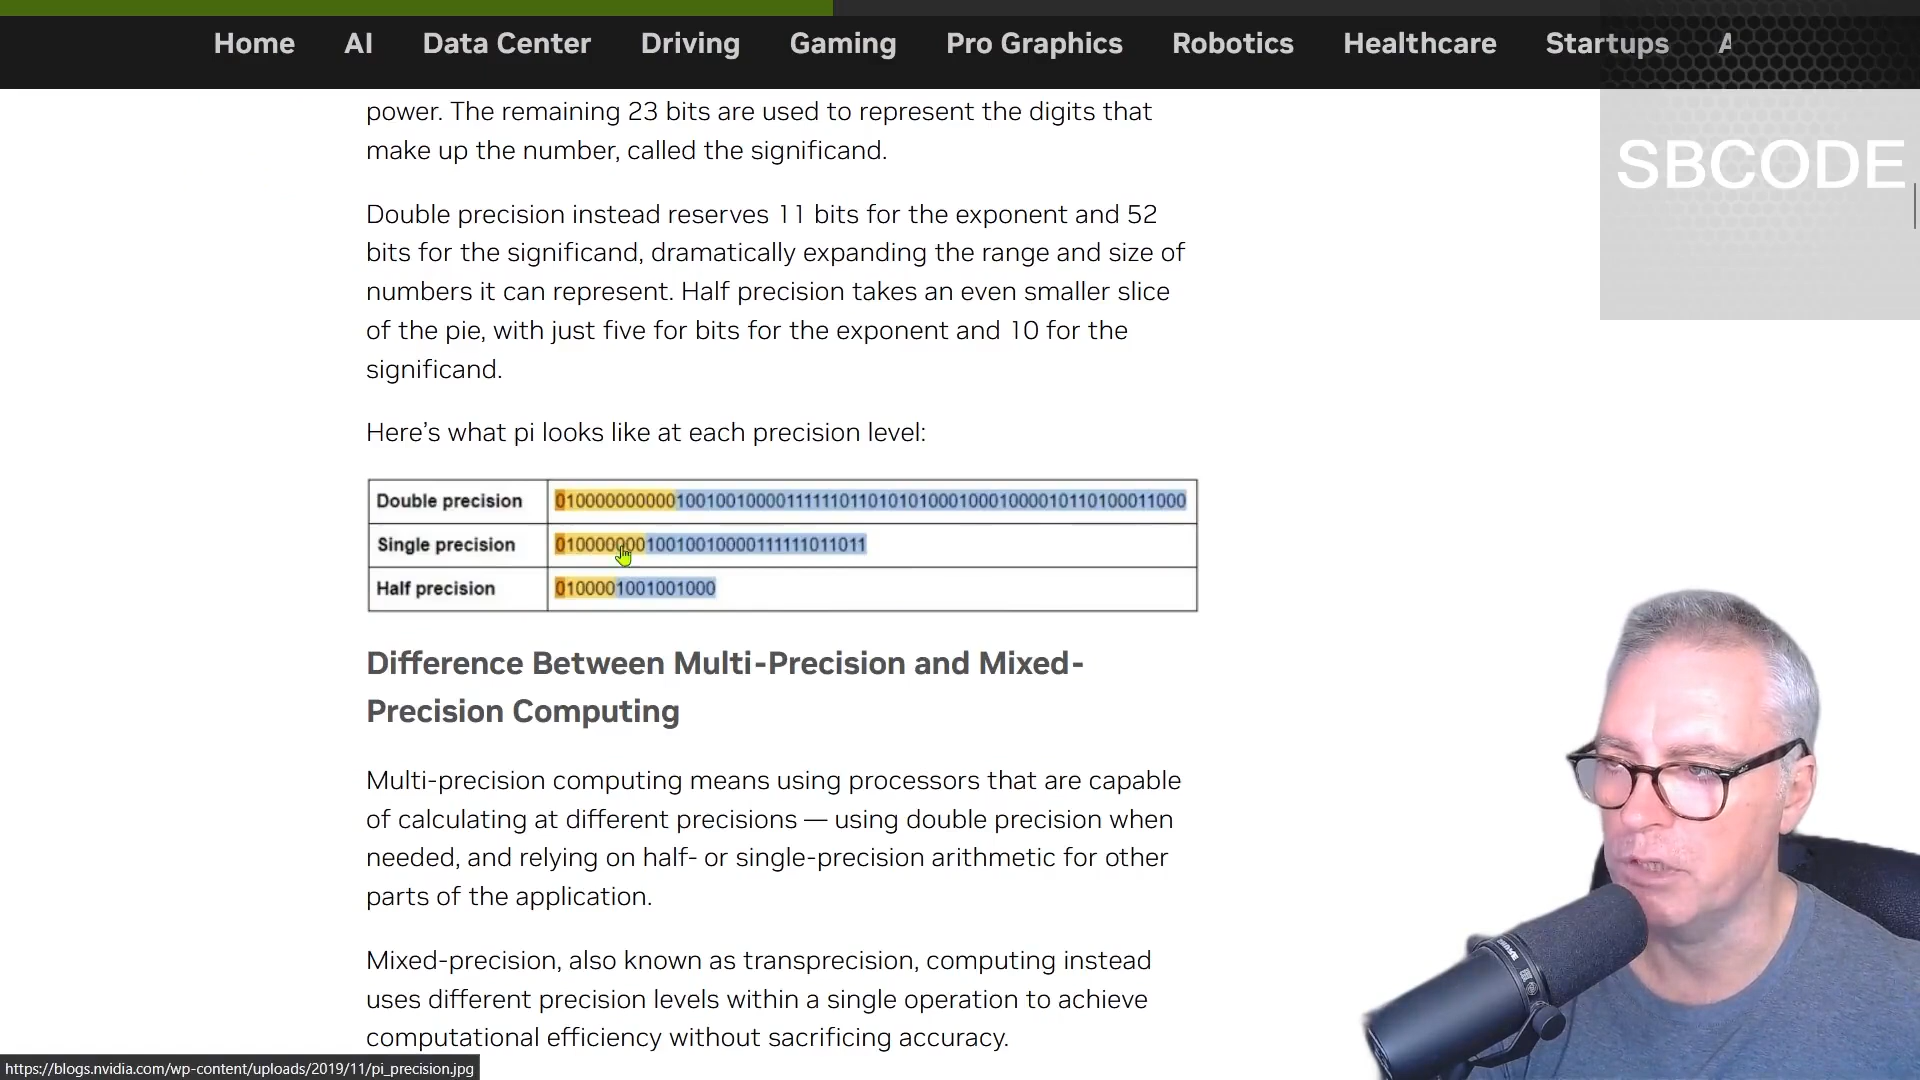 Home AI Data Center Driving Gaming Pro Graphics Robotics Healthcare Startups
SBCODE
power. The remaining 23 bits are used to represent the digits that
make up the number, called the significand.
Double precision instead reserves 11 bits for the exponent and 52
bits for the significand, dramatically expanding the range and size of
numbers it can represent. Half precision takes an even smaller slice
of the pie, with just five for bits for the exponent and 10 for the
significand.
Here’s what pi looks like at each precision level:
Double precision 0100000000001001001000011111101101010100010001000010110100011000
Single precision 01000000010010010000111111011011
Half precision 0100001001001000
Difference Between Multi-Precision and Mixed-
Precision Computing
Multi-precision computing means using processors that are capable
of calculating at different precisions — using double precision when
needed, and relying on half- or single-precision arithmetic for other
parts of the application.
Mixed-precision, also known as transprecision, computing instead
uses different precision levels within a single operation to achieve
computational efficiency without sacrificing accuracy.
https://blogs.nvidia.com/wp-content/uploads/2019/11/pi_precision.jpg